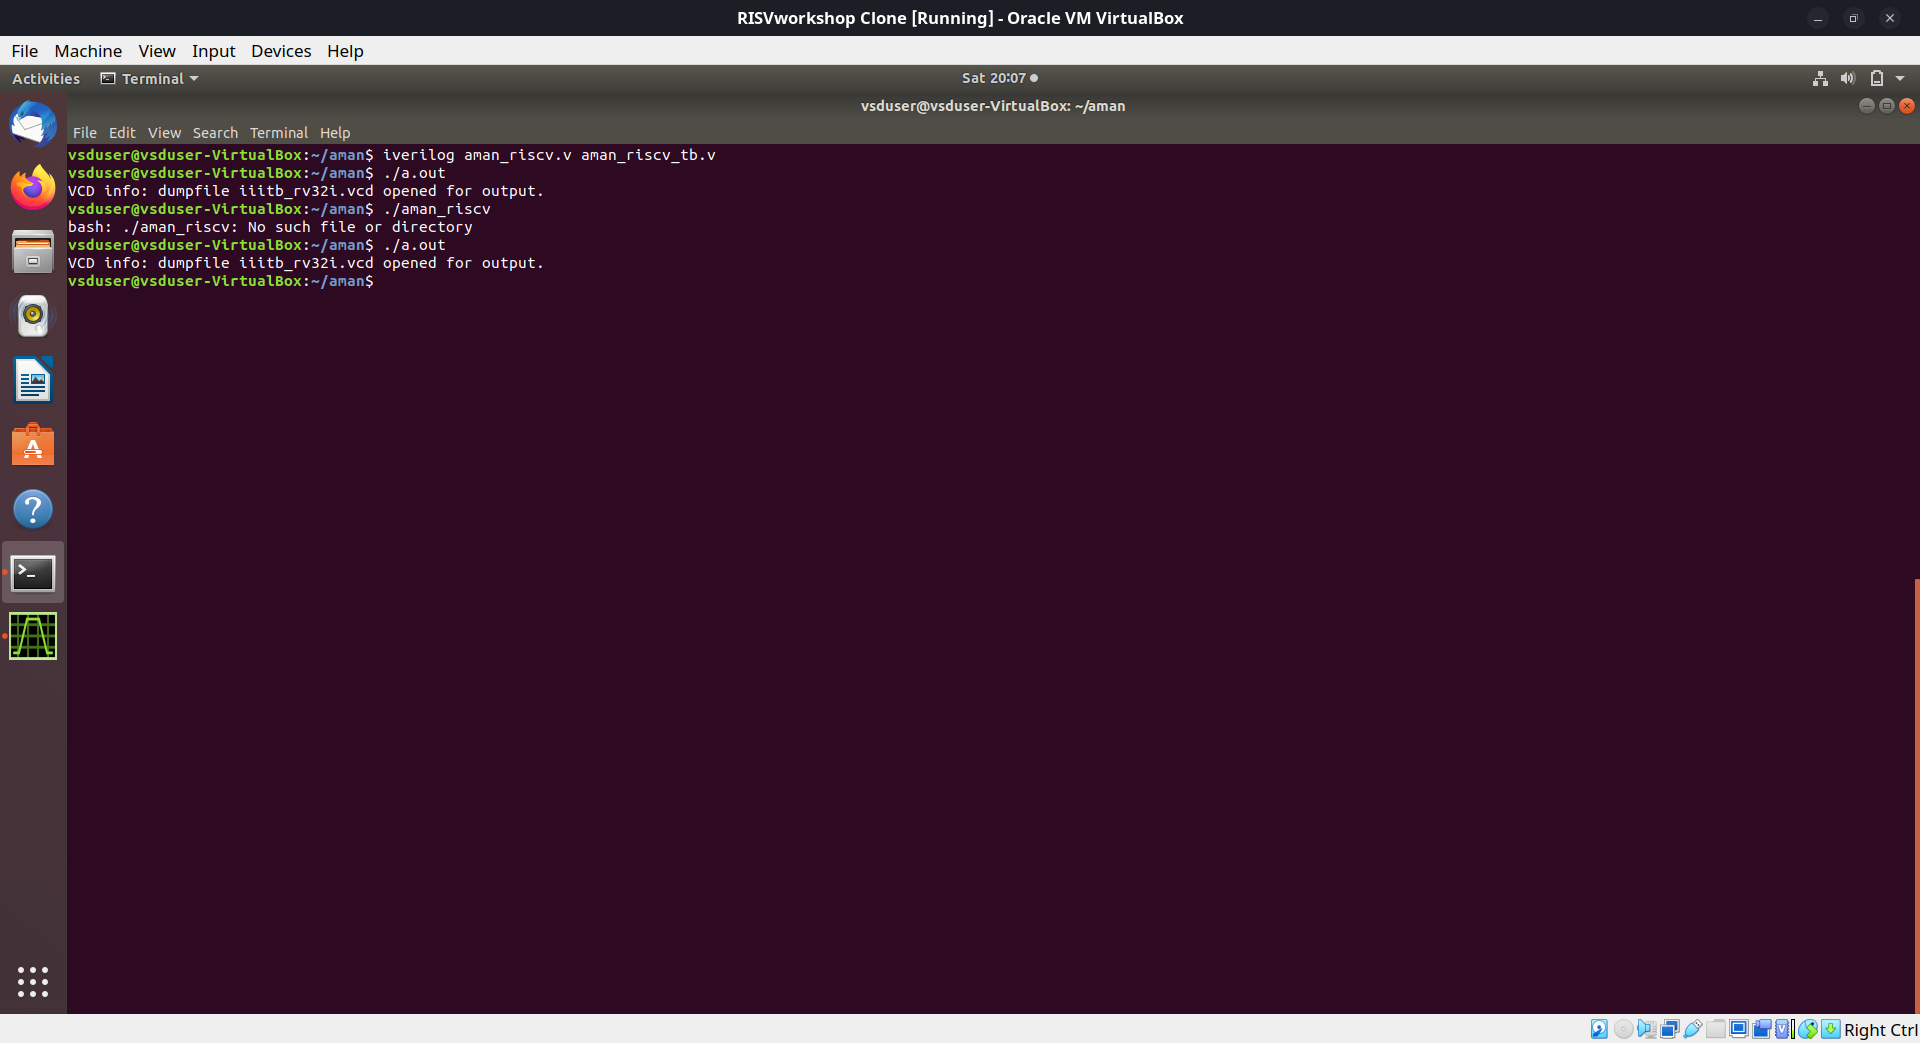 RISVworkshop Clone [Running] - Oracle VM VirtualBox
File Machine View Input Devices Help
Activities Terminal Sat 20:07
vsduser@vsduser-VirtualBox: ~/aman
File Edit View Search Terminal Help
vsduser@vsduser-VirtualBox:~/aman$ iverilog aman_riscv.v aman_riscv_tb.v
vsduser@vsduser-VirtualBox:~/aman$ ./a.out
VCD info: dumpfile iiitb_rv32i.vcd opened for output.
vsduser@vsduser-VirtualBox:~/aman$ ./aman_riscv
bash: ./aman_riscv: No such file or directory
vsduser@vsduser-VirtualBox:~/aman$ ./a.out
VCD info: dumpfile iiitb_rv32i.vcd opened for output.
vsduser@vsduser-VirtualBox:~/aman$
Right Ctrl